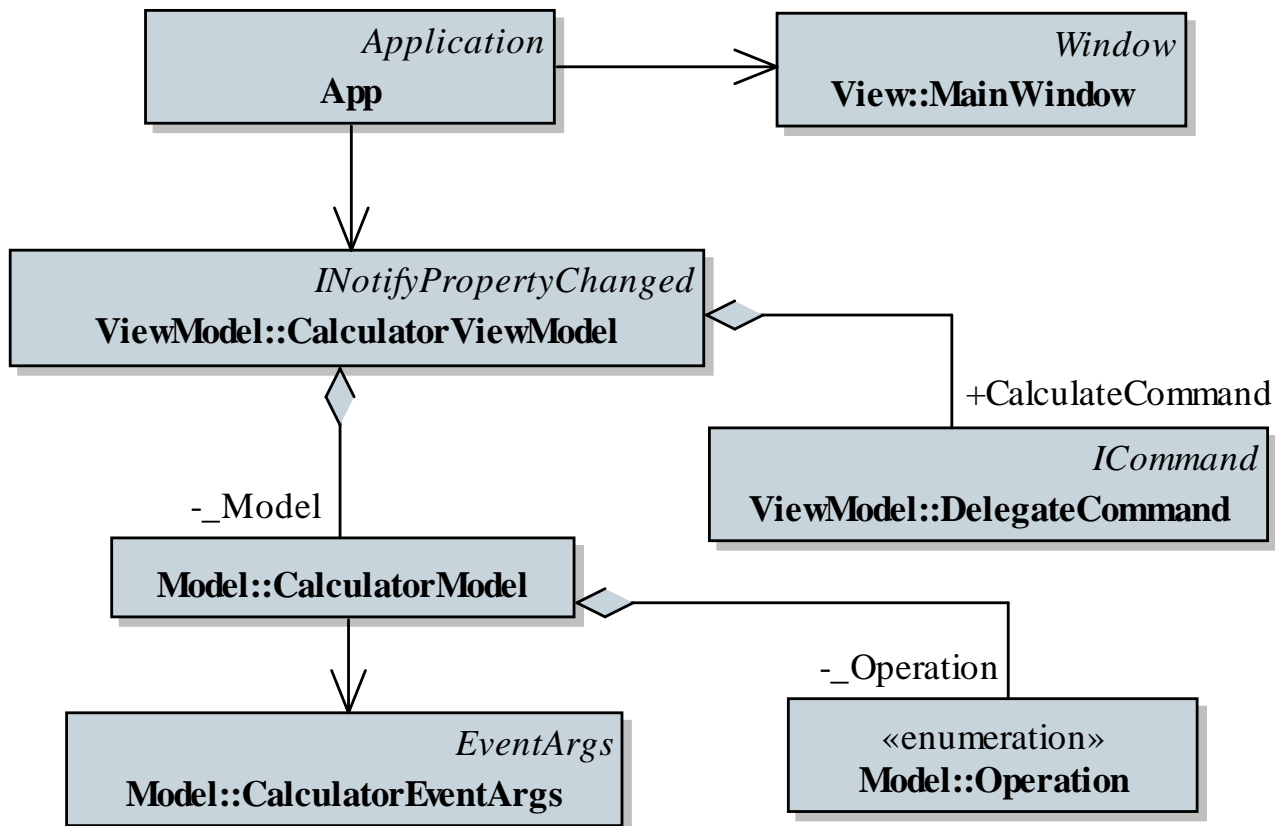 Application
App
Window
View::MainWindow
INotifyPropertyChanged
ViewModel::CalculatorViewModel
+CalculateCommand
ICommand
ViewModel::DelegateCommand
-_Model
Model::CalculatorModel
-_Operation
EventArgs
Model::CalculatorEventArgs
«enumeration»
Model::Operation